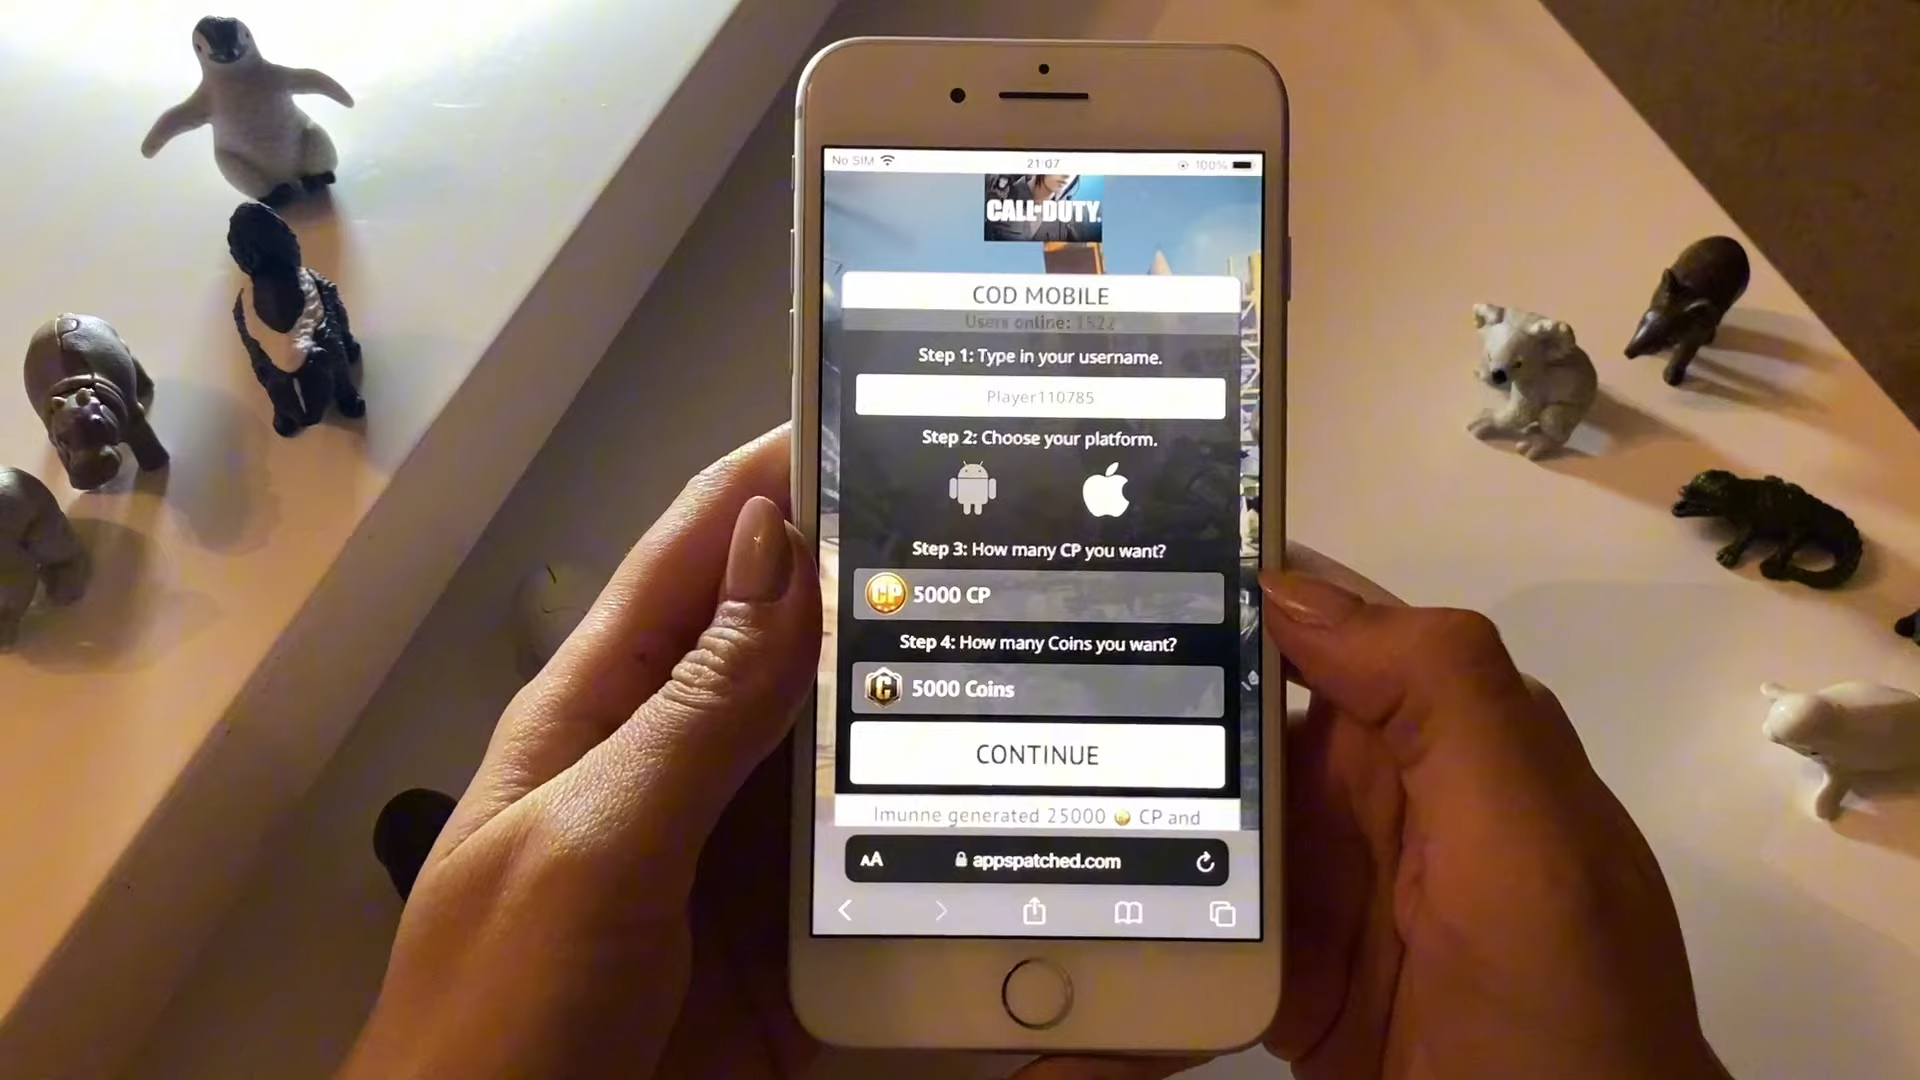 No SIM 21:07 100%
CALL OF DUTY.
COD MOBILE
Users online: 1522
Step 1: Type in your username.
Player110785
Step 2: Choose your platform.
Step 3: How many CP you want?
CP 5000 CP
Step 4: How many Coins you want?
C 5000 Coins
CONTINUE
Imunne generated 25000 CP and
AA appspatched.com